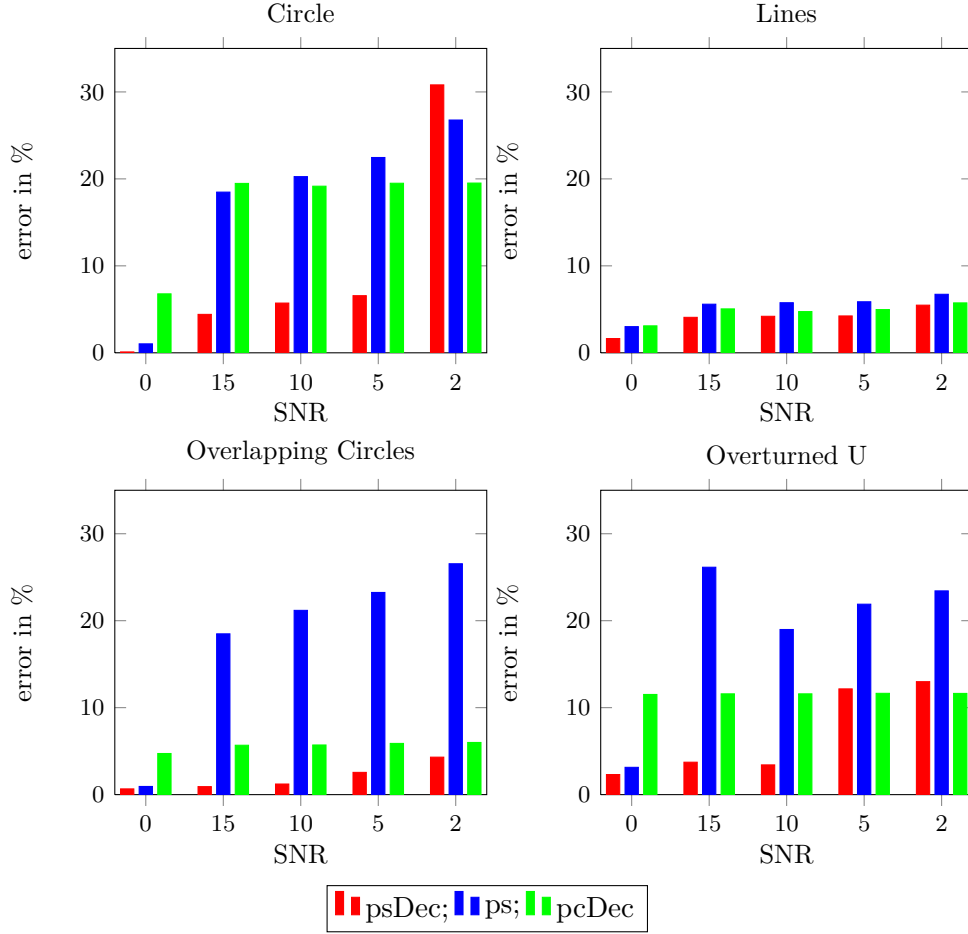 Circle
30
20
10
0
error in %
0 15 10 5 2
SNR
Lines
30
20
10
0
error in %
0 15 10 5 2
SNR
Overlapping Circles
30
20
10
0
error in %
0 15 10 5 2
SNR
Overturned U
30
20
10
0
error in %
0 15 10 5 2
SNR
psDec; ps; pcDec